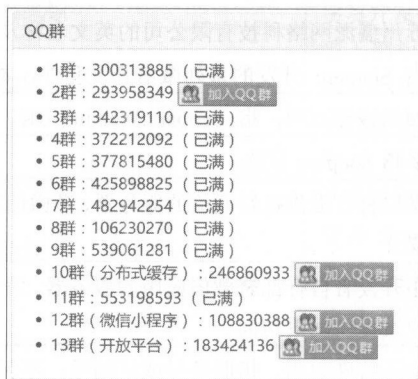 QQ群
1群：300313885（已满）
2群：293958349 加入QQ群
3群：342319110（已满）
4群：372212092（已满）
5群：377815480（已满）
6群：425898825（已满）
7群：482942254（已满）
8群：106230270（已满）
9群：539061281（已满）
10群（分布式缓存）：246860933 加入QQ群
11群：553198593（已满）
12群（微信小程序）：108830388 加入QQ群
13群（开放平台）：183424136 加入QQ群